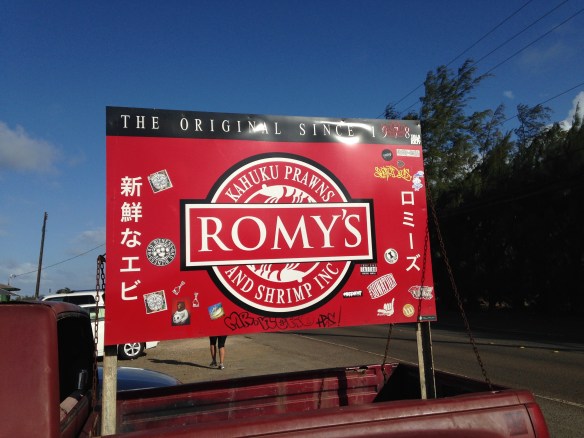 THE ORIGINAL SINCE 1978
新鮮なエビ
KAHUKU PRAWNS
ROMY'S
AND SHRIMP INC
ロミーズ